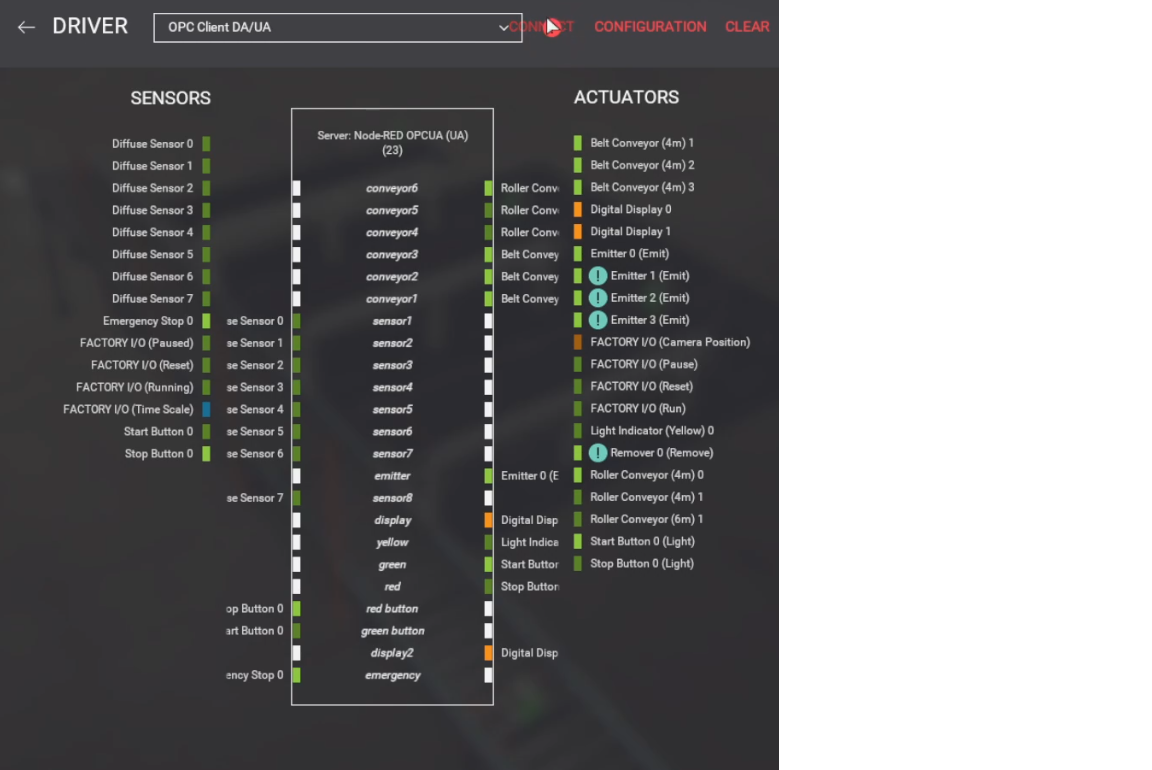 DRIVER
OPC Client DA/UA
CONNECT
CONFIGURATION
CLEAR
SENSORS
Diffuse Sensor 0
Diffuse Sensor 1
Diffuse Sensor 2
Diffuse Sensor 3
Diffuse Sensor 4
Diffuse Sensor 5
Diffuse Sensor 6
Diffuse Sensor 7
Emergency Stop 0
FACTORY I/O (Paused)
FACTORY I/O (Reset)
FACTORY I/O (Running)
FACTORY I/O (Time Scale)
Start Button 0
Stop Button 0
Server: Node-RED OPCUA (UA)
(23)
conveyor6 Roller Conv
conveyor5 Roller Conv
conveyor4 Roller Conv
conveyor3 Belt Convey
conveyor2 Belt Convey
conveyor1 Belt Convey
se Sensor 0 sensor1
se Sensor 1 sensor2
se Sensor 2 sensor3
se Sensor 3 sensor4
se Sensor 4 sensor5
se Sensor 5 sensor6
se Sensor 6 sensor7
emitter Emitter 0 (E
se Sensor 7 sensor8
display Digital Disp
yellow Light Indica
green Start Button
red Stop Button
op Button 0 red button
art Button 0 green button
display2 Digital Disp
ency Stop 0 emergency
ACTUATORS
Belt Conveyor (4m) 1
Belt Conveyor (4m) 2
Belt Conveyor (4m) 3
Digital Display 0
Digital Display 1
Emitter 0 (Emit)
! Emitter 1 (Emit)
! Emitter 2 (Emit)
! Emitter 3 (Emit)
FACTORY I/O (Camera Position)
FACTORY I/O (Pause)
FACTORY I/O (Reset)
FACTORY I/O (Run)
Light Indicator (Yellow) 0
! Remover 0 (Remove)
Roller Conveyor (4m) 0
Roller Conveyor (4m) 1
Roller Conveyor (6m) 1
Start Button 0 (Light)
Stop Button 0 (Light)